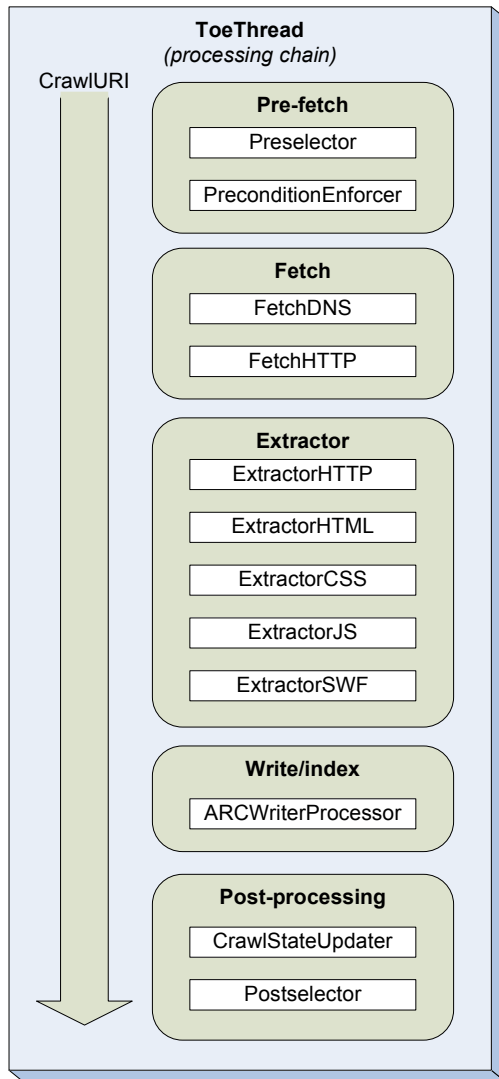 ToeThread
(processing chain)
CrawlURI
Pre-fetch
Preselector
PreconditionEnforcer
Fetch
FetchDNS
FetchHTTP
Extractor
ExtractorHTTP
ExtractorHTML
ExtractorCSS
ExtractorJS
ExtractorSWF
Write/index
ARCWriterProcessor
Post-processing
CrawlStateUpdater
Postselector